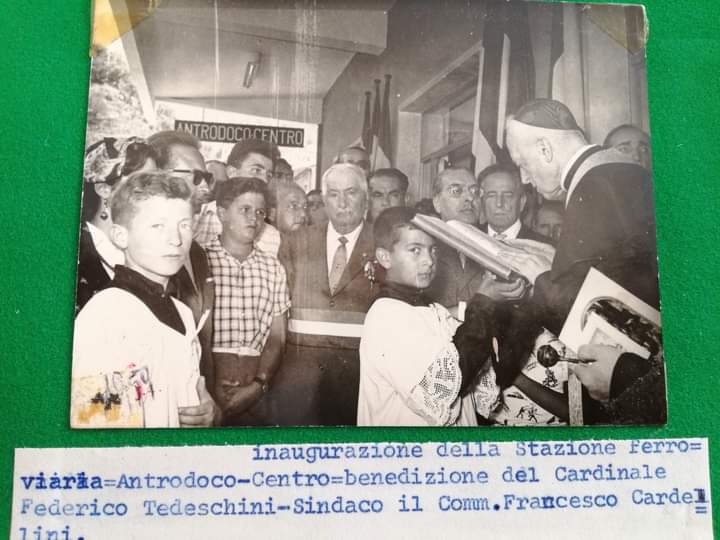 ANTRODOCO-CENTRO
inaugurazione della Stazione Ferro=
viaria=Antrodoco-Centro=benedizione del Cardinale
Federico Tedeschini-Sindaco il Comm.Francesco Cardel=
lini.